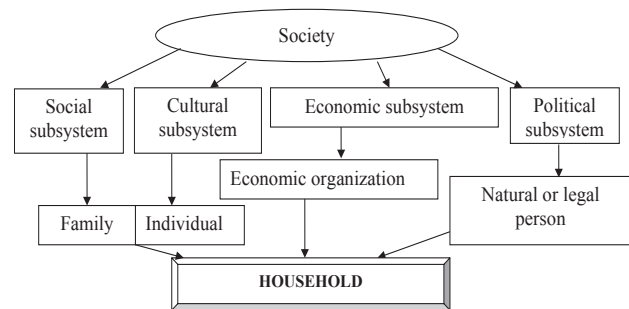 Society
Social
subsystem
Cultural
subsystem
Economic subsystem
Political
subsystem
Economic organization
Natural or legal
person
Family
Individual
HOUSEHOLD